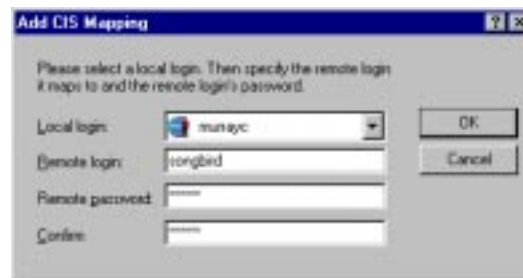 Add CIS Mapping
Please select a local login. Then specify the remote login
it maps to and the remote login's password.
Local login: munayc
OK
Remote login: songbird
Cancel
Remote password: ******
Confirm: ******